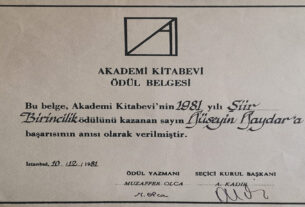 AKADEMİ KİTABEVİ
ÖDÜL BELGESİ
Bu belge, Akademi Kitabevi'nin 1981 yılı Şiir
Birincilik ödülünü kazanan sayın Hüseyin Haydar'a
başarısının anısı olarak verilmiştir.
İstanbul, 10 /12 / 1981
ÖDÜL YAZMANI SEÇİCİ KURUL BAŞKANI
MUZAFFER OLCA A. KADİR